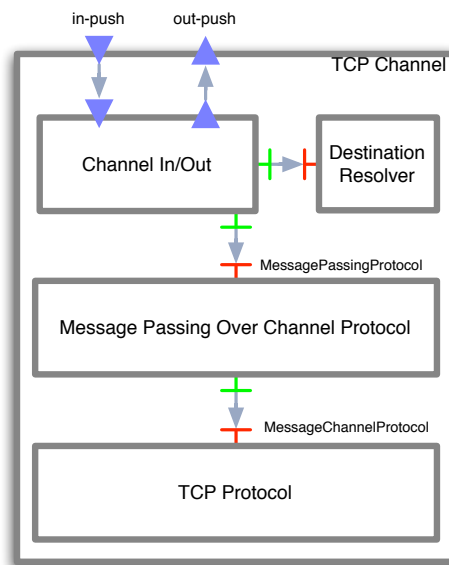 in-push
out-push
TCP Channel
Channel In/Out
Destination
Resolver
MessagePassingProtocol
Message Passing Over Channel Protocol
MessageChannelProtocol
TCP Protocol